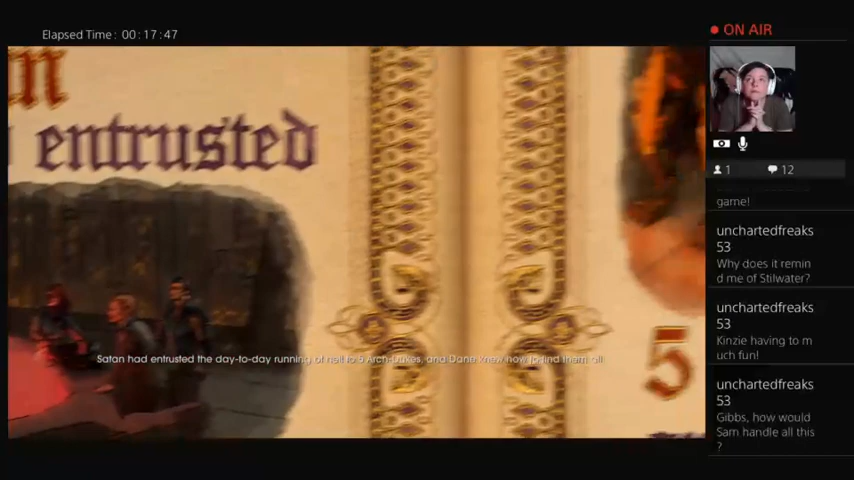 Elapsed Time: 00:17:47
ON AIR
entrusted
Satan had entrusted the day-to-day running of hell to 5 Arch-Dukes, and Dane knew how to find them all.
5
1
12
game!
unchartedfreaks
53
Why does it remin
d me of Stilwater?
unchartedfreaks
53
Kinzie having to m
uch fun!
unchartedfreaks
53
Gibbs, how would
Sam handle all this
?